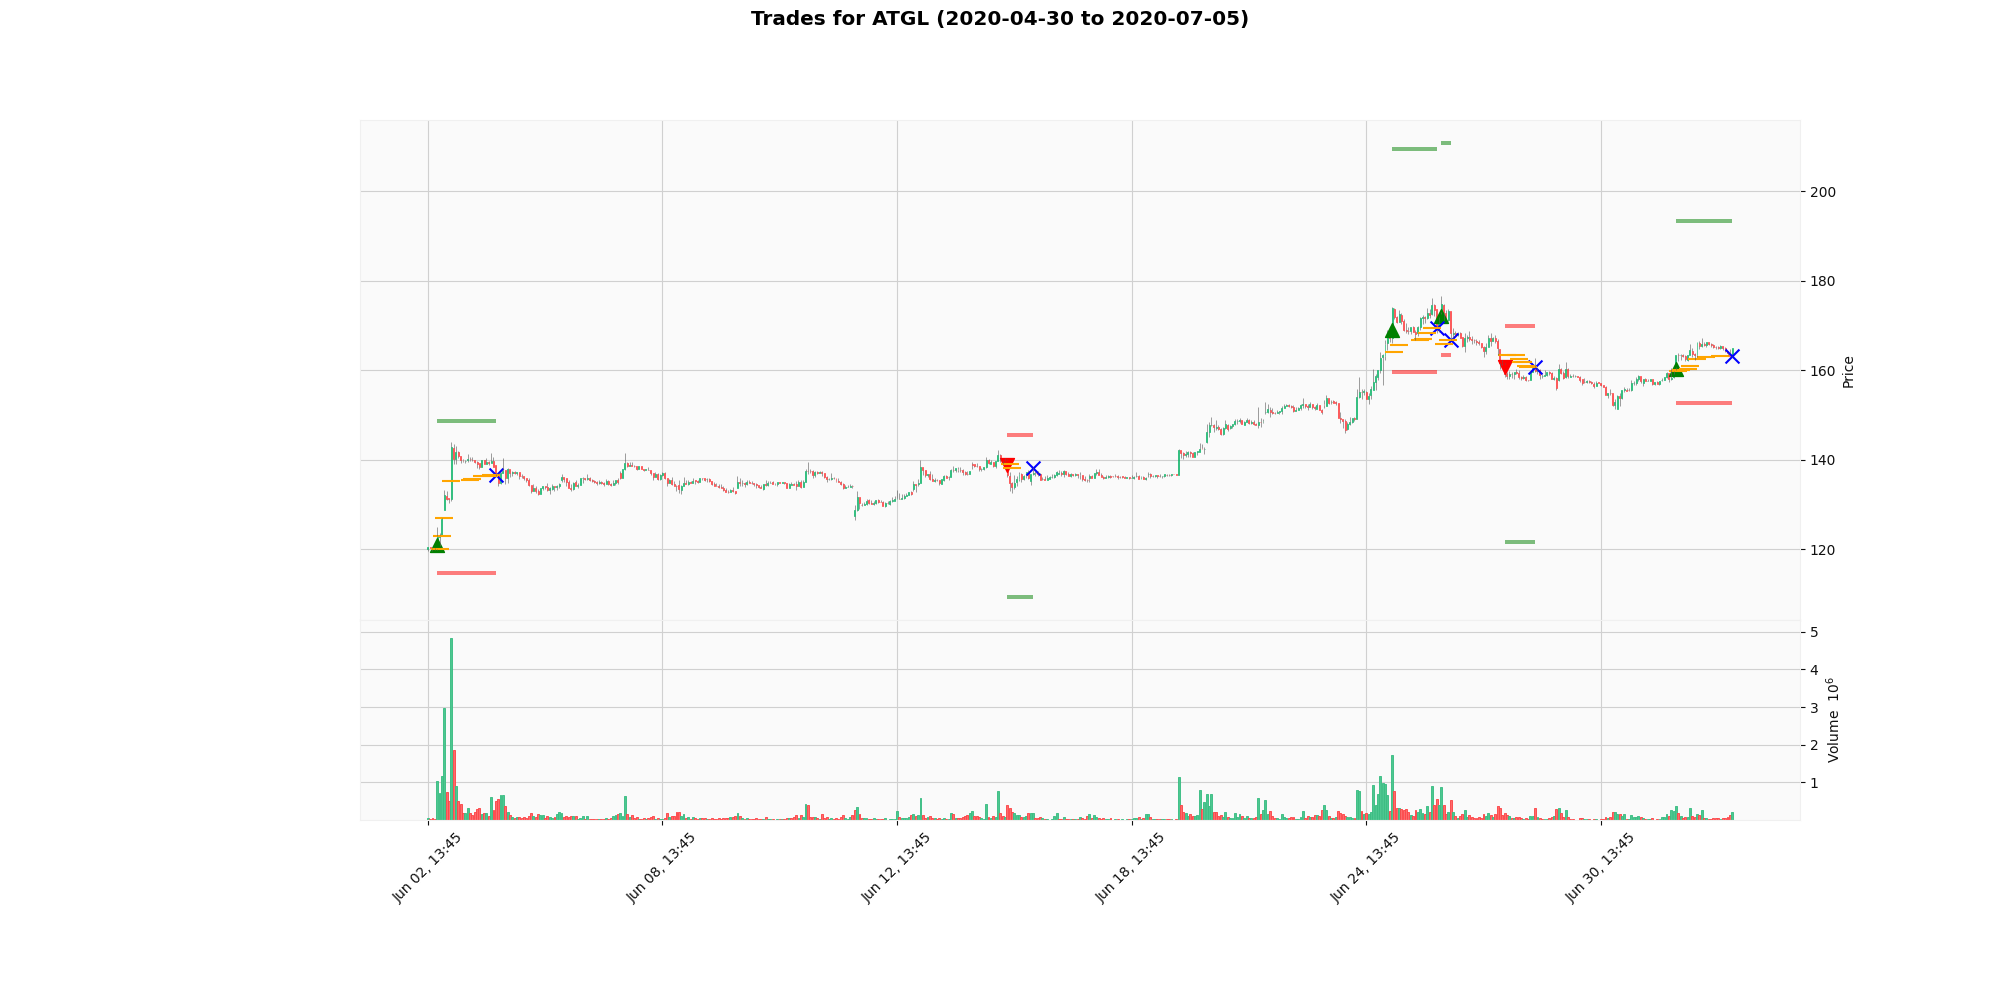 Trades for ATGL (2020-04-30 to 2020-07-05)
200
180
160
140
120
Price
5
4
3
2
1
Volume 10⁶
Jun 02, 13:45
Jun 08, 13:45
Jun 12, 13:45
Jun 18, 13:45
Jun 24, 13:45
Jun 30, 13:45